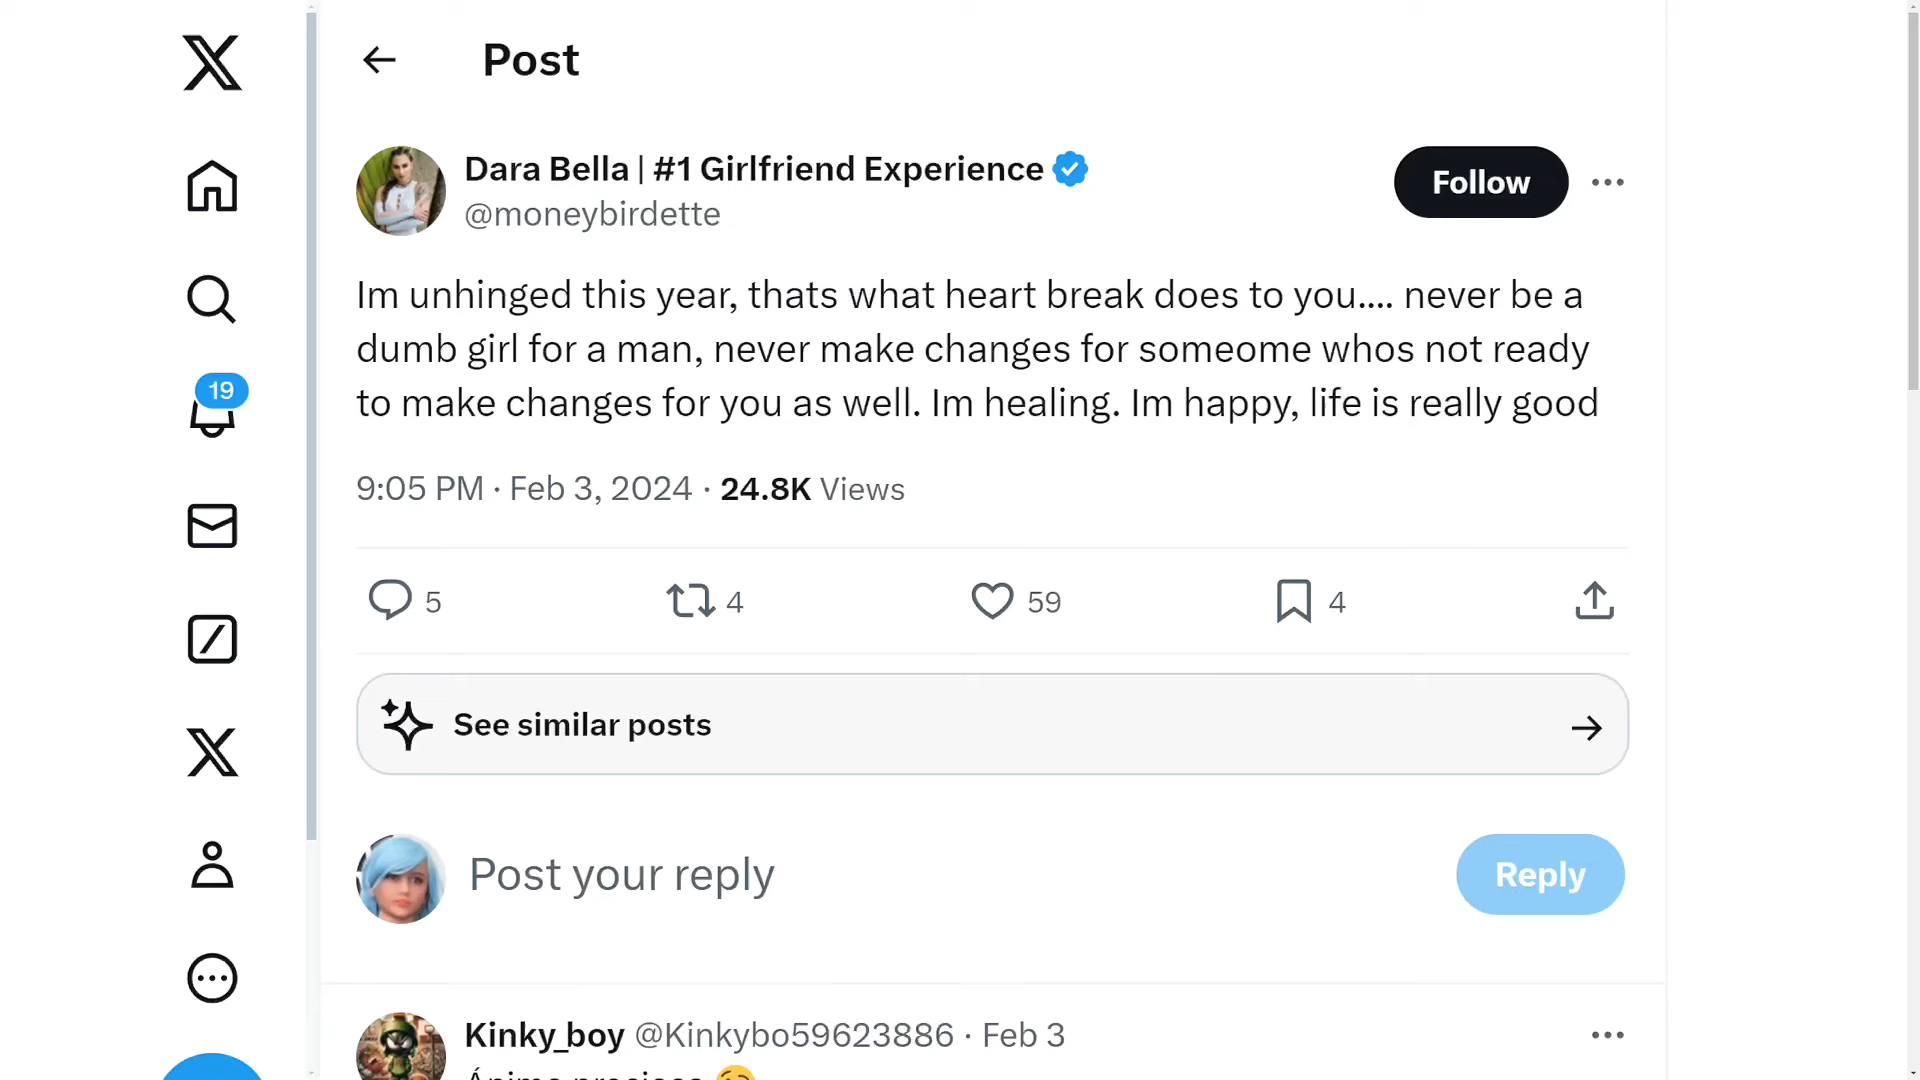 Post
Dara Bella | #1 Girlfriend Experience
@moneybirdette
Follow
Im unhinged this year, thats what heart break does to you.... never be a
dumb girl for a man, never make changes for someome whos not ready
to make changes for you as well. Im healing. Im happy, life is really good
9:05 PM · Feb 3, 2024 · 24.8K Views
19
5 4 59 4
See similar posts
Post your reply
Reply
Kinky_boy @Kinkybo59623886 · Feb 3